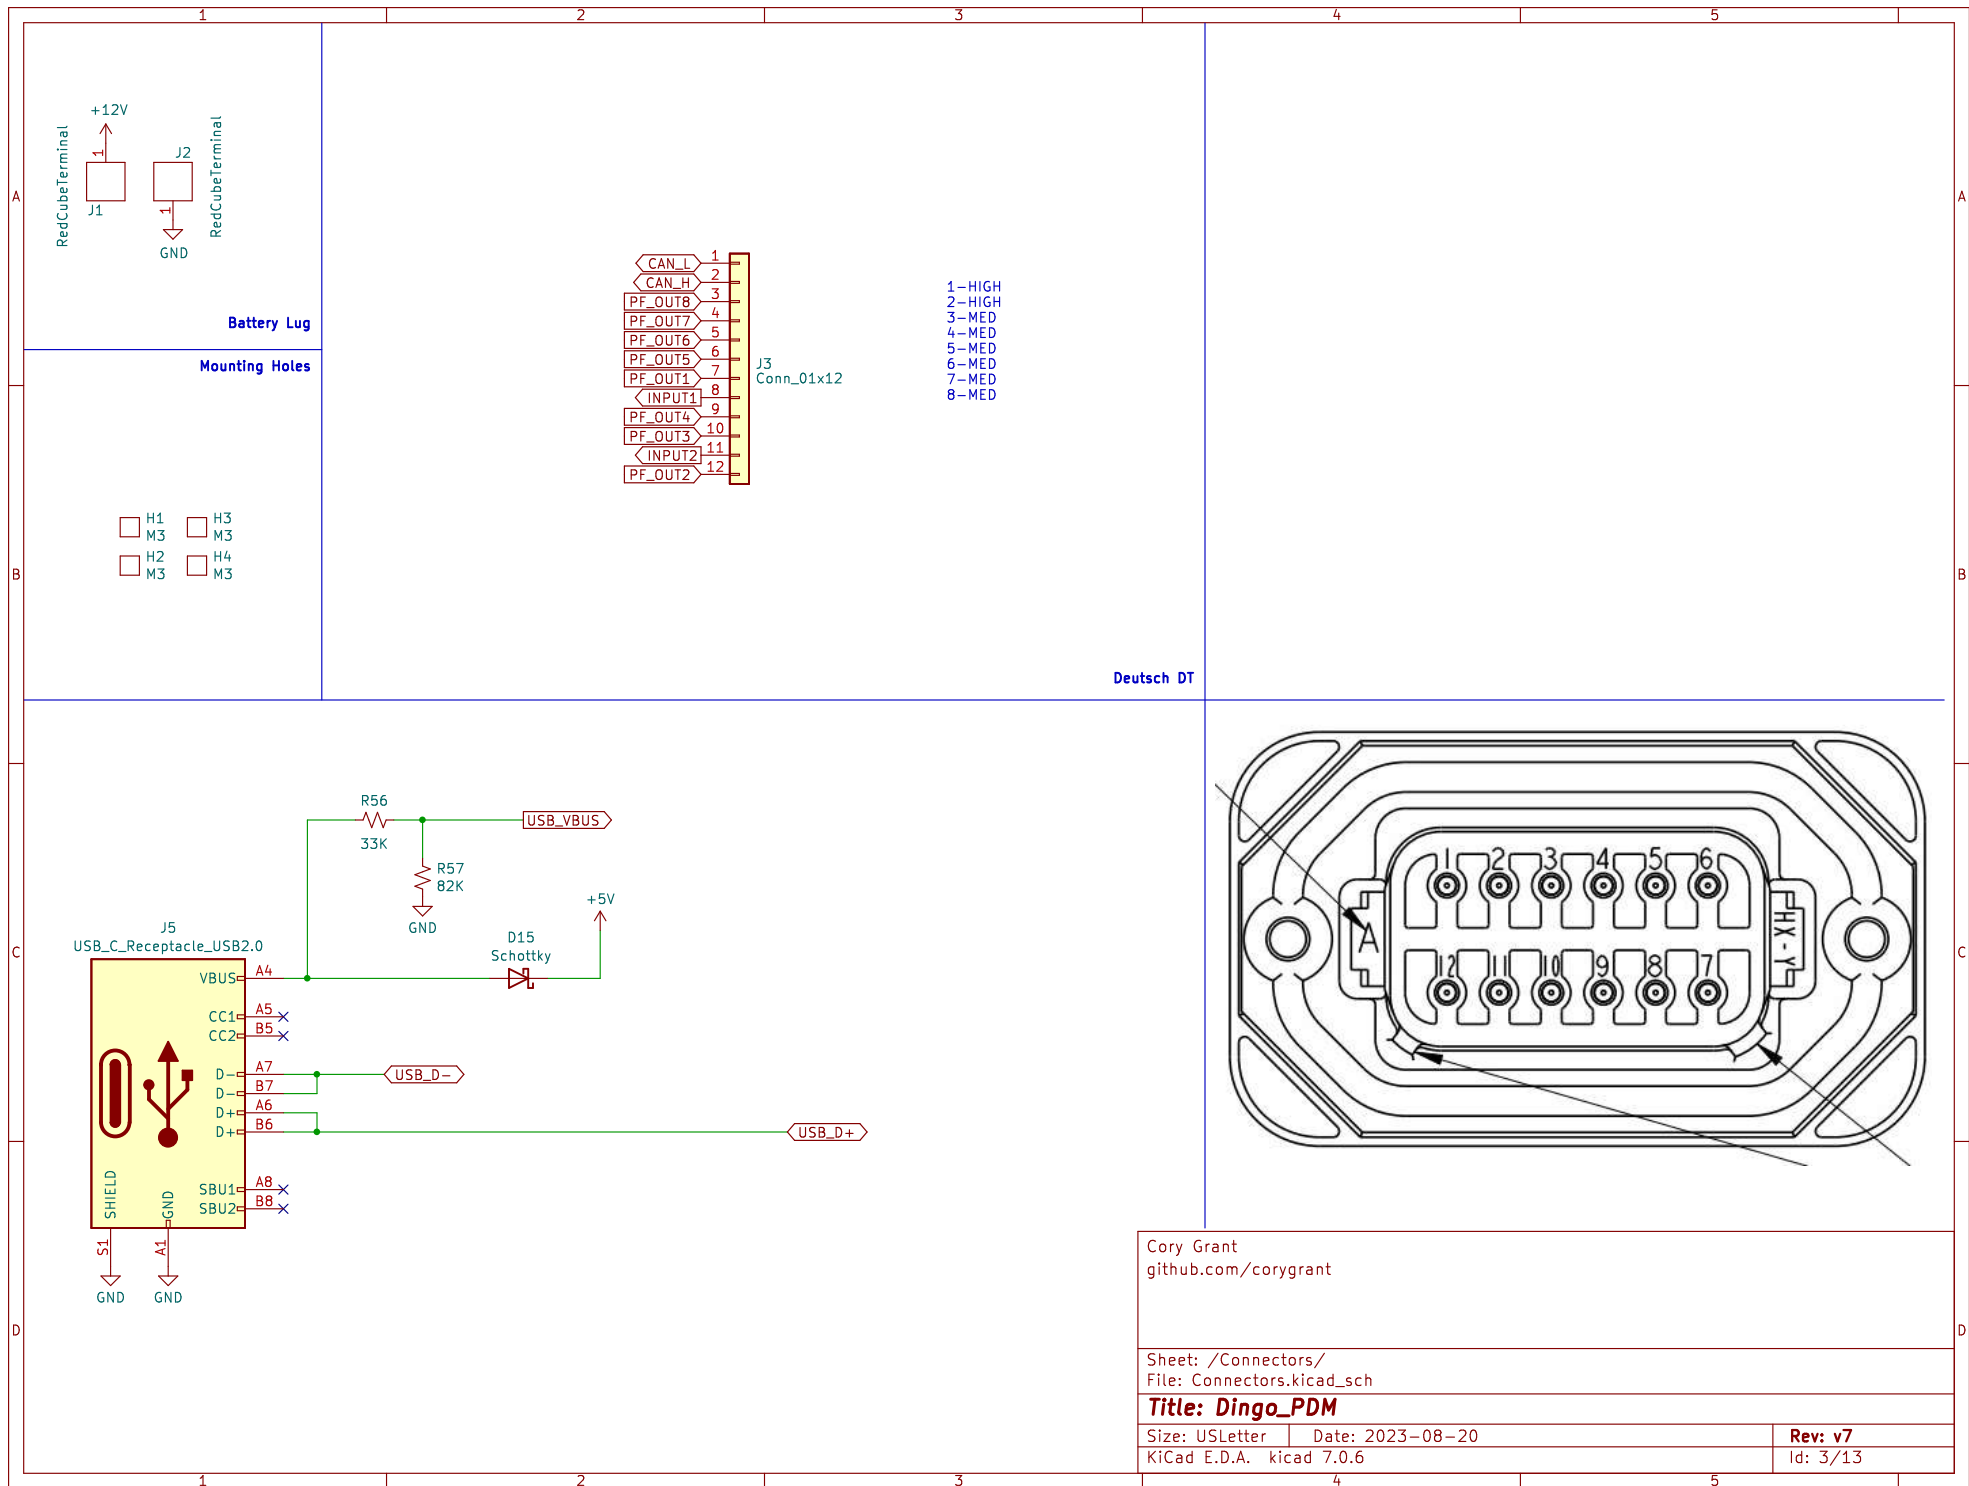 1 2 3 4 5
A A
B B
C C
D D
+12V
RedCubeTerminal
1
J1
J2
RedCubeTerminal
1
GND
Battery Lug
Mounting Holes
H1
M3
H3
M3
H2
M3
H4
M3
CAN_L 1
CAN_H 2
PF_OUT8 3
PF_OUT7 4
PF_OUT6 5
PF_OUT5 6
PF_OUT1 7
INPUT1 8
PF_OUT4 9
PF_OUT3 10
INPUT2 11
PF_OUT2 12
J3
Conn_01x12
1-HIGH
2-HIGH
3-MED
4-MED
5-MED
6-MED
7-MED
8-MED
Deutsch DT
R56
33K
USB_VBUS
R57
82K
GND
+5V
D15
Schottky
J5
USB_C_Receptacle_USB2.0
VBUS A4
CC1 A5
CC2 B5
D- A7
D- B7
D+ A6
D+ B6
SBU1 A8
SBU2 B8
USB_D-
USB_D+
SHIELD
GND
S1
A1
GND
GND
1 2 3 4 5 6
A
HX-Y
12 11 10 9 8 7
Cory Grant
github.com/corygrant
Sheet: /Connectors/
File: Connectors.kicad_sch
Title: Dingo_PDM
Size: USLetter Date: 2023-08-20 Rev: v7
KiCad E.D.A. kicad 7.0.6 Id: 3/13
1 2 3 4 5